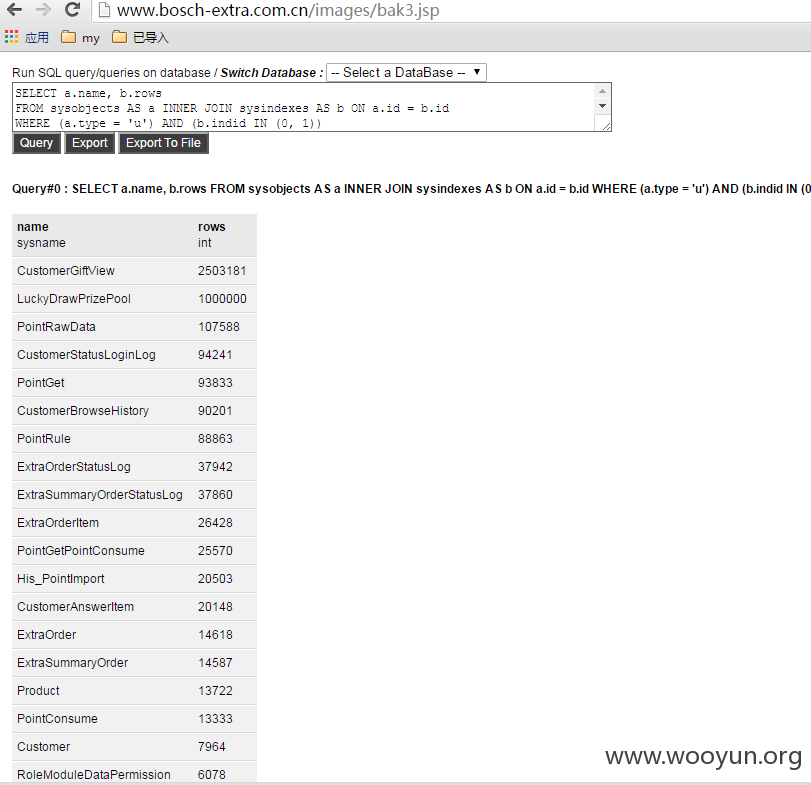 www.bosch-extra.com.cn/images/bak3.jsp
应用 my 已导入
Run SQL query/queries on database / Switch Database : -- Select a DataBase --
SELECT a.name, b.rows
FROM sysobjects AS a INNER JOIN sysindexes AS b ON a.id = b.id
WHERE (a.type = 'u') AND (b.indid IN (0, 1))
Query Export Export To File
Query#0 : SELECT a.name, b.rows FROM sysobjects AS a INNER JOIN sysindexes AS b ON a.id = b.id WHERE (a.type = 'u') AND (b.indid IN (0
name rows
sysname int
CustomerGiftView 2503181
LuckyDrawPrizePool 1000000
PointRawData 107588
CustomerStatusLoginLog 94241
PointGet 93833
CustomerBrowseHistory 90201
PointRule 88863
ExtraOrderStatusLog 37942
ExtraSummaryOrderStatusLog 37860
ExtraOrderItem 26428
PointGetPointConsume 25570
His_PointImport 20503
CustomerAnswerItem 20148
ExtraOrder 14618
ExtraSummaryOrder 14587
Product 13722
PointConsume 13333
Customer 7964
RoleModuleDataPermission 6078
www.wooyun.org